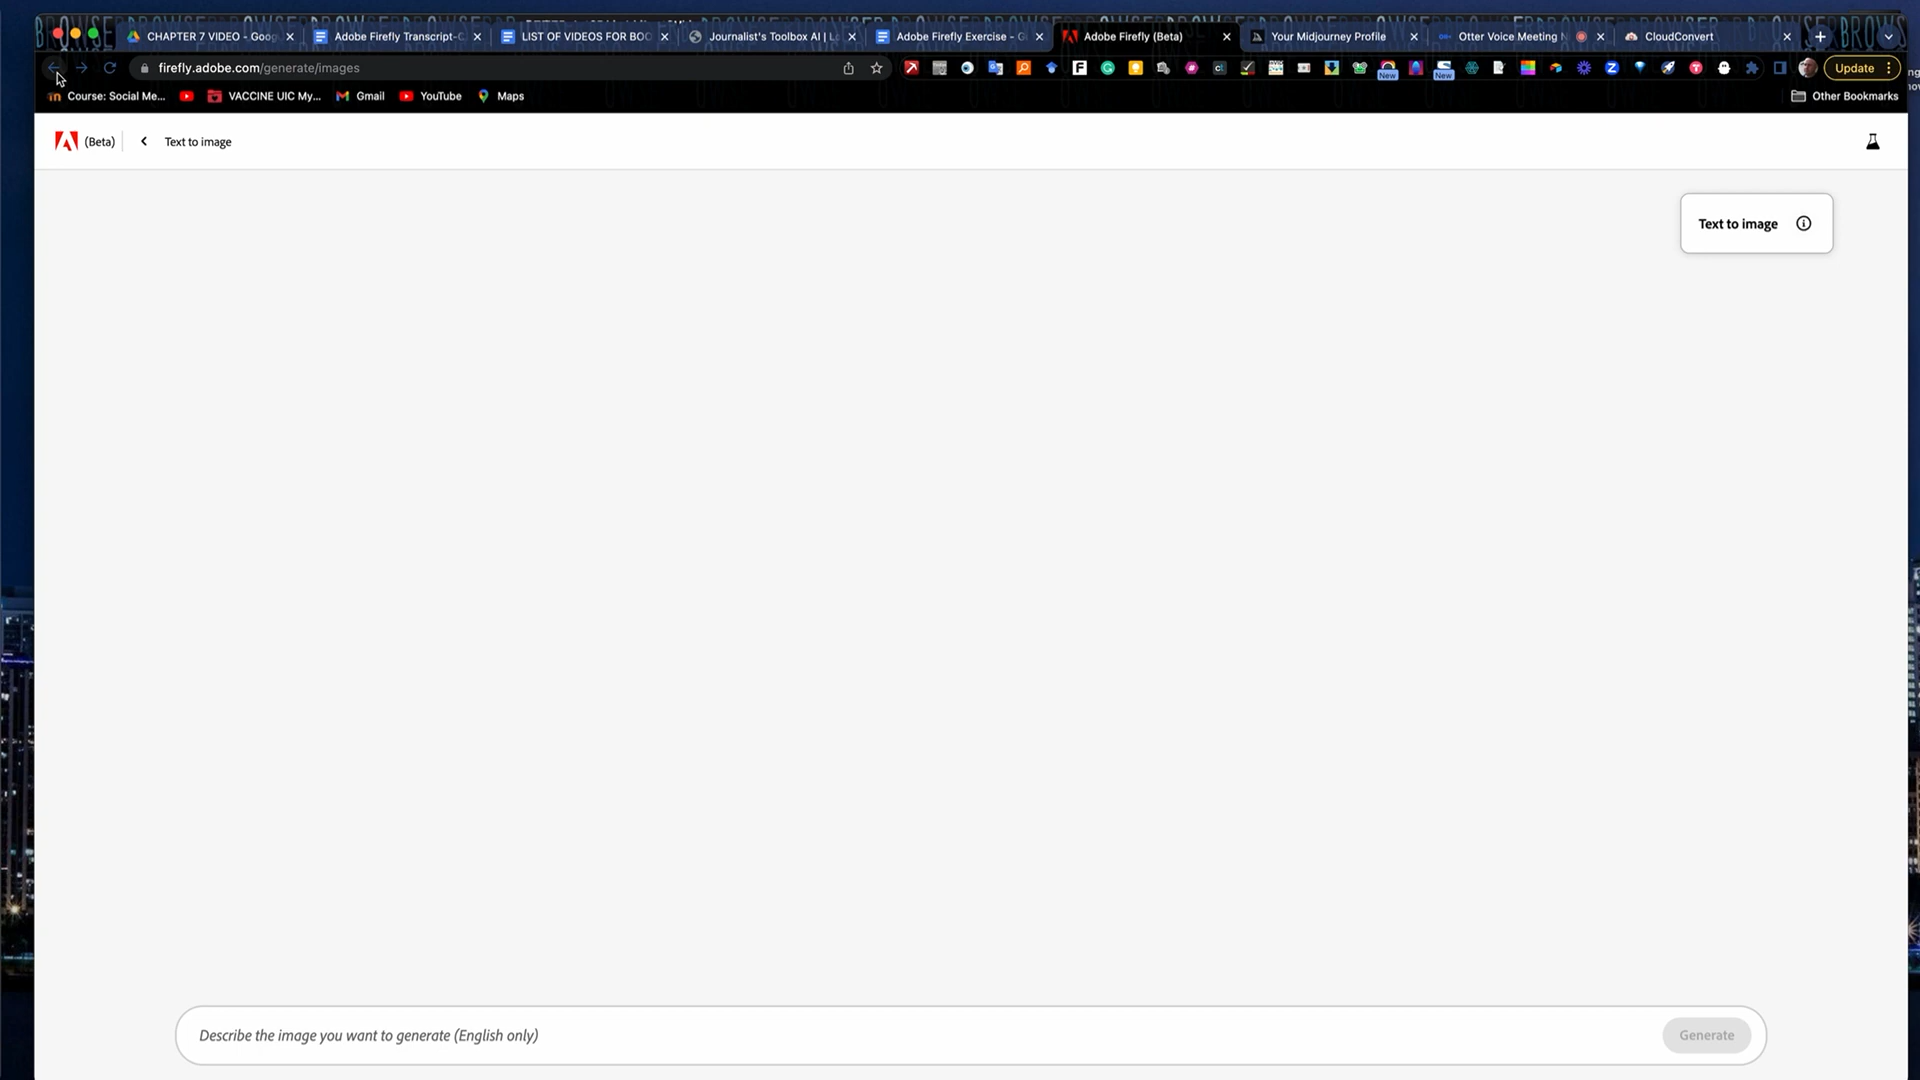 CHAPTER 7 VIDEO - Goog
Adobe Firefly Transcript-C
LIST OF VIDEOS FOR BOO
Journalist's Toolbox AI | L
Adobe Firefly Exercise - G
Adobe Firefly (Beta)
Your Midjourney Profile
Otter Voice Meeting N
CloudConvert
firefly.adobe.com/generate/images
New
New
Update
Course: Social Me...
VACCINE UIC My...
Gmail
YouTube
Maps
Other Bookmarks
(Beta)
Text to image
Text to image
Describe the image you want to generate (English only)
Generate